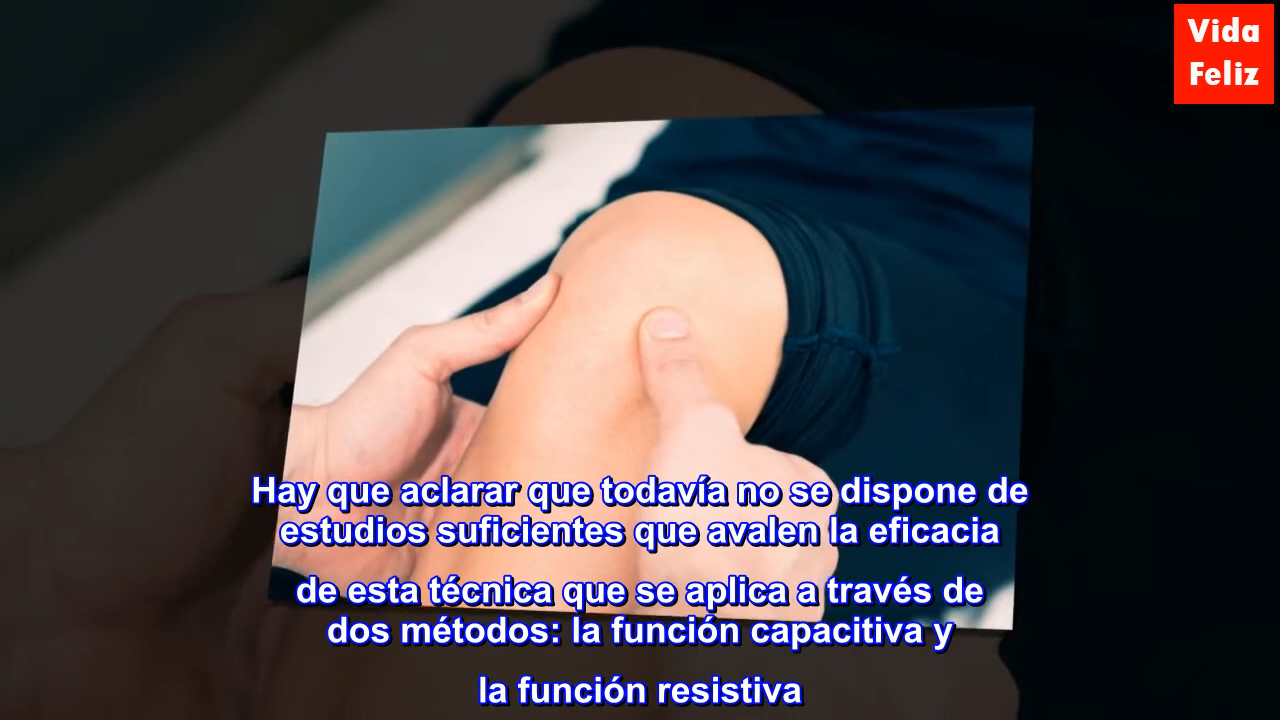 Vida
Feliz
Hay que aclarar que todavía no se dispone de
estudios suficientes que avalen la eficacia
de esta técnica que se aplica a través de
dos métodos: la función capacitiva y
la función resistiva